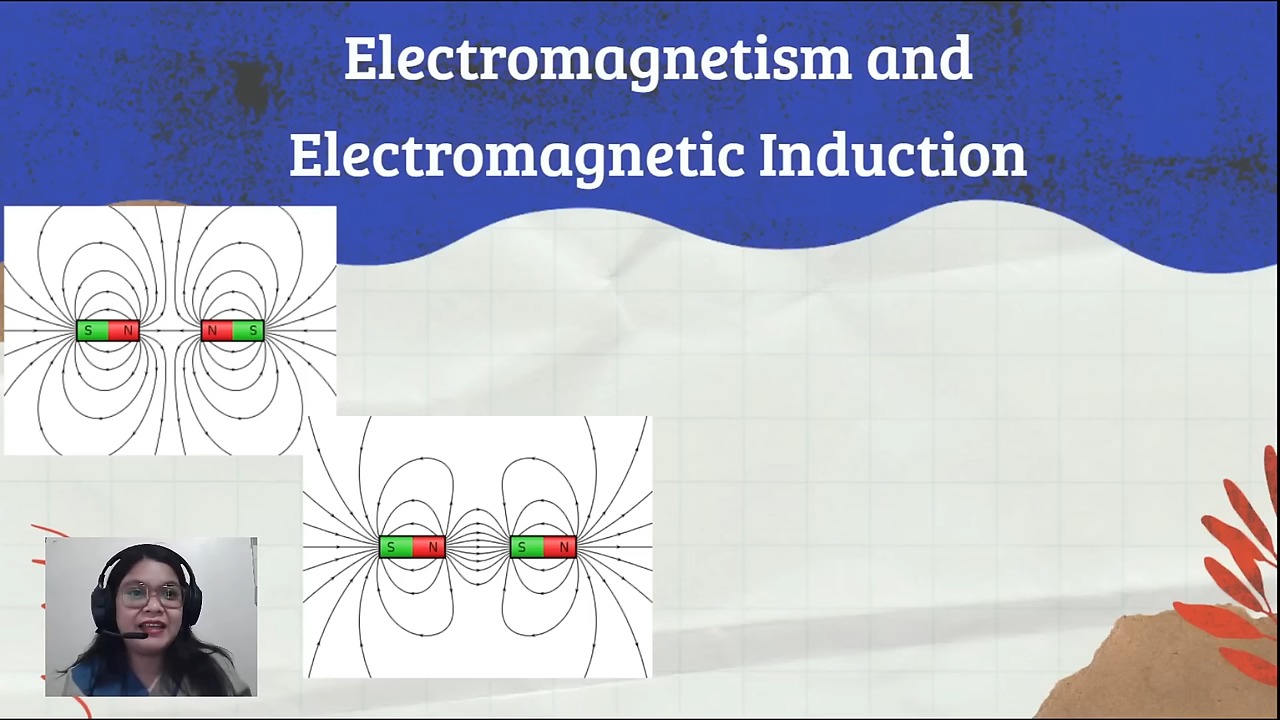 Electromagnetism and
Electromagnetic Induction
S N N S
S N S N